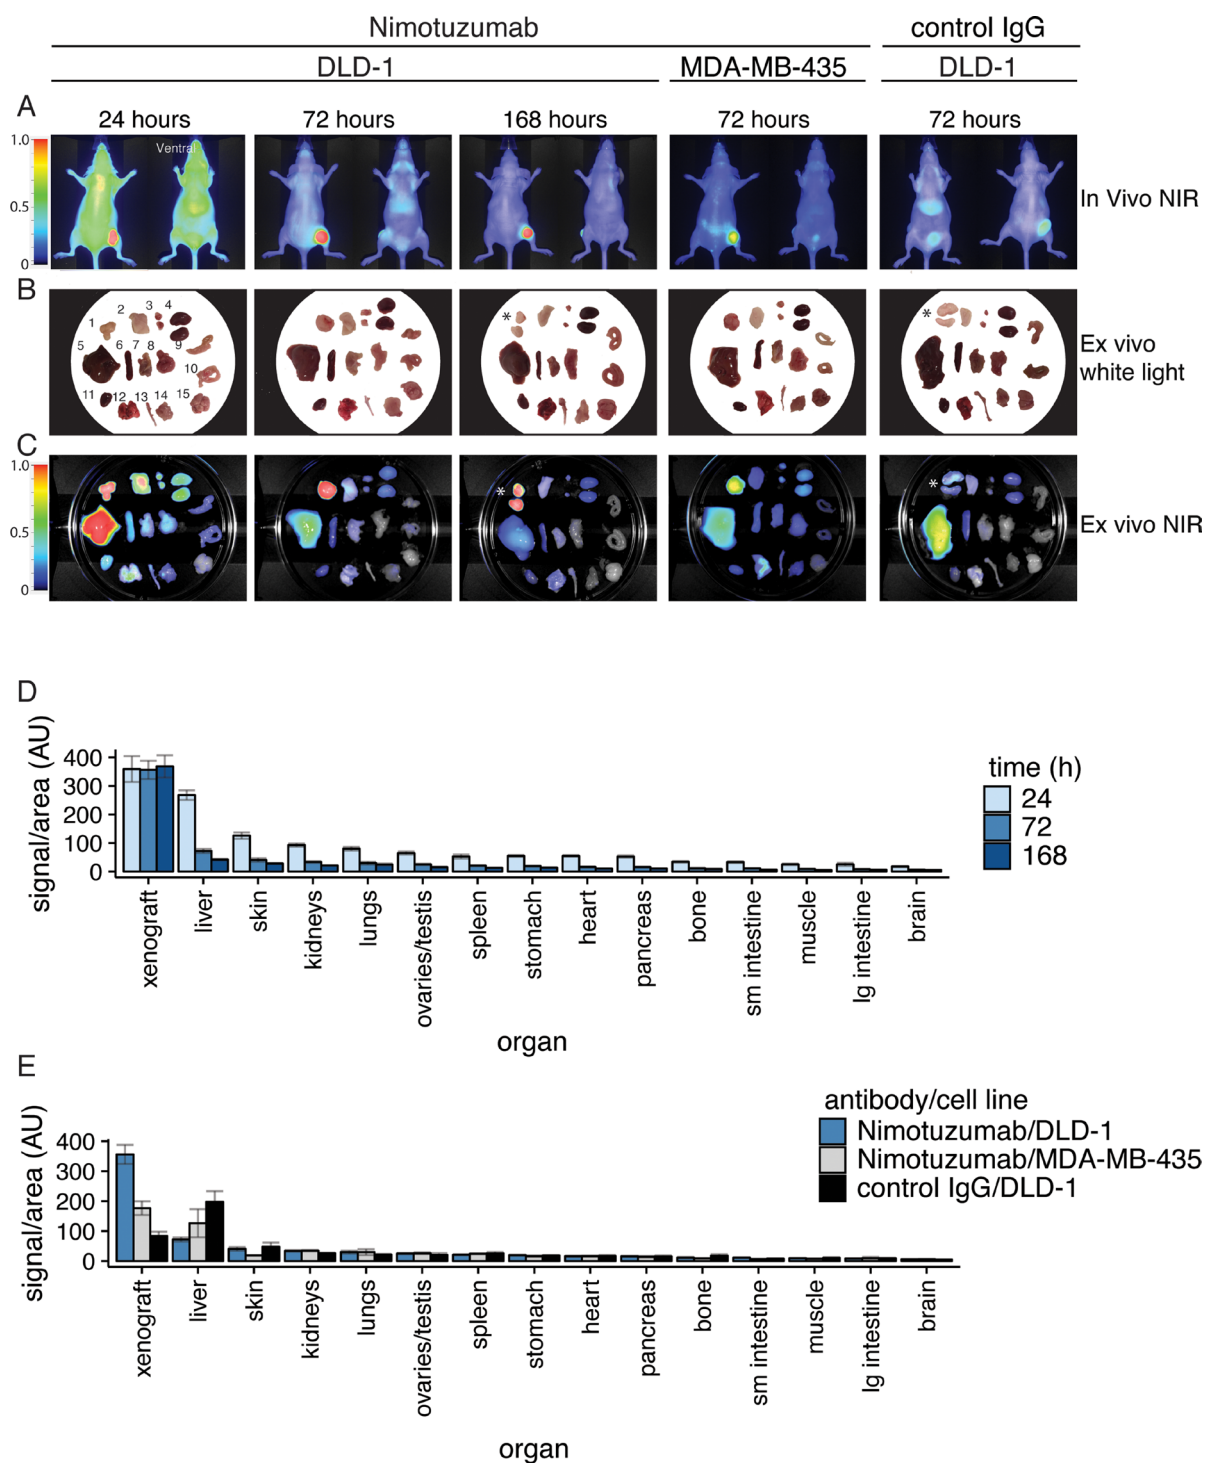 Nimotuzumab
control IgG
DLD-1
MDA-MB-435
DLD-1
A
24 hours
72 hours
168 hours
72 hours
72 hours
1.0
0.5
0
Ventral
In Vivo NIR
B
1
2
3
4
5
6
7
8
9
10
11
12
13
14
15
*
*
Ex vivo
white light
C
1.0
0.5
0
*
*
Ex vivo NIR
D
signal/area (AU)
400
300
200
100
0
xenograft
liver
skin
kidneys
lungs
ovaries/testis
spleen
stomach
heart
pancreas
bone
sm intestine
muscle
lg intestine
brain
organ
time (h)
24
72
168
E
signal/area (AU)
400
300
200
100
0
xenograft
liver
skin
kidneys
lungs
ovaries/testis
spleen
stomach
heart
pancreas
bone
sm intestine
muscle
lg intestine
brain
organ
antibody/cell line
Nimotuzumab/DLD-1
Nimotuzumab/MDA-MB-435
control IgG/DLD-1